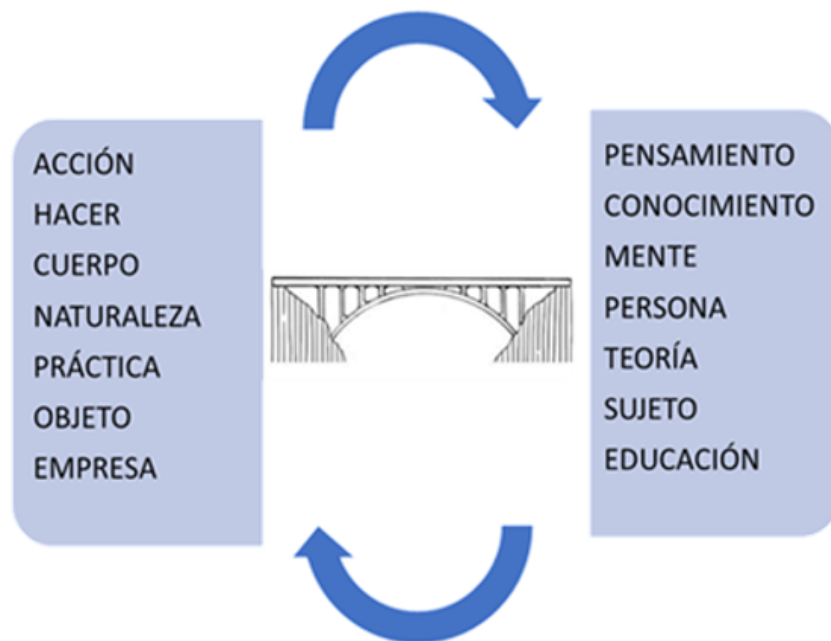 ACCIÓN
HACER
CUERPO
NATURALEZA
PRÁCTICA
OBJETO
EMPRESA
PENSAMIENTO
CONOCIMIENTO
MENTE
PERSONA
TEORÍA
SUJETO
EDUCACIÓN